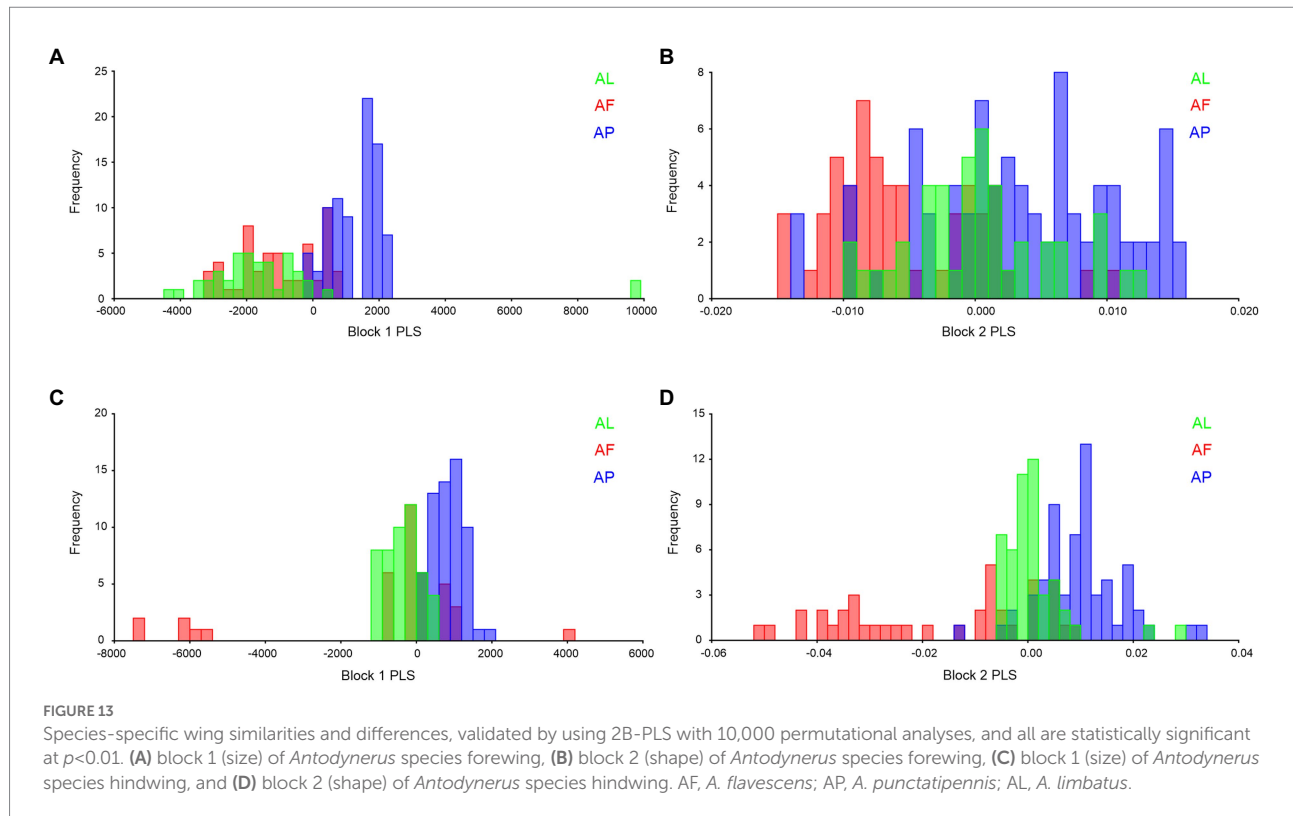 A
25
20
15
10
5
0
Frequency
-6000 -4000 -2000 0 2000 4000 6000 8000 10000
Block 1 PLS
AL
AF
AP
B
8
6
4
2
0
Frequency
-0.020 -0.010 0.000 0.010 0.020
Block 2 PLS
AL
AF
AP
C
20
15
10
5
0
Frequency
-8000 -6000 -4000 -2000 0 2000 4000 6000
Block 1 PLS
AL
AF
AP
D
15
12
9
6
3
0
Frequency
-0.06 -0.04 -0.02 0.00 0.02 0.04
Block 2 PLS
AL
AF
AP
FIGURE 13
Species-specific wing similarities and differences, validated by using 2B-PLS with 10,000 permutational analyses, and all are statistically significant
at p<0.01. (A) block 1 (size) of Antodynerus species forewing, (B) block 2 (shape) of Antodynerus species forewing, (C) block 1 (size) of Antodynerus
species hindwing, and (D) block 2 (shape) of Antodynerus species hindwing. AF, A. flavescens; AP, A. punctatipennis; AL, A. limbatus.